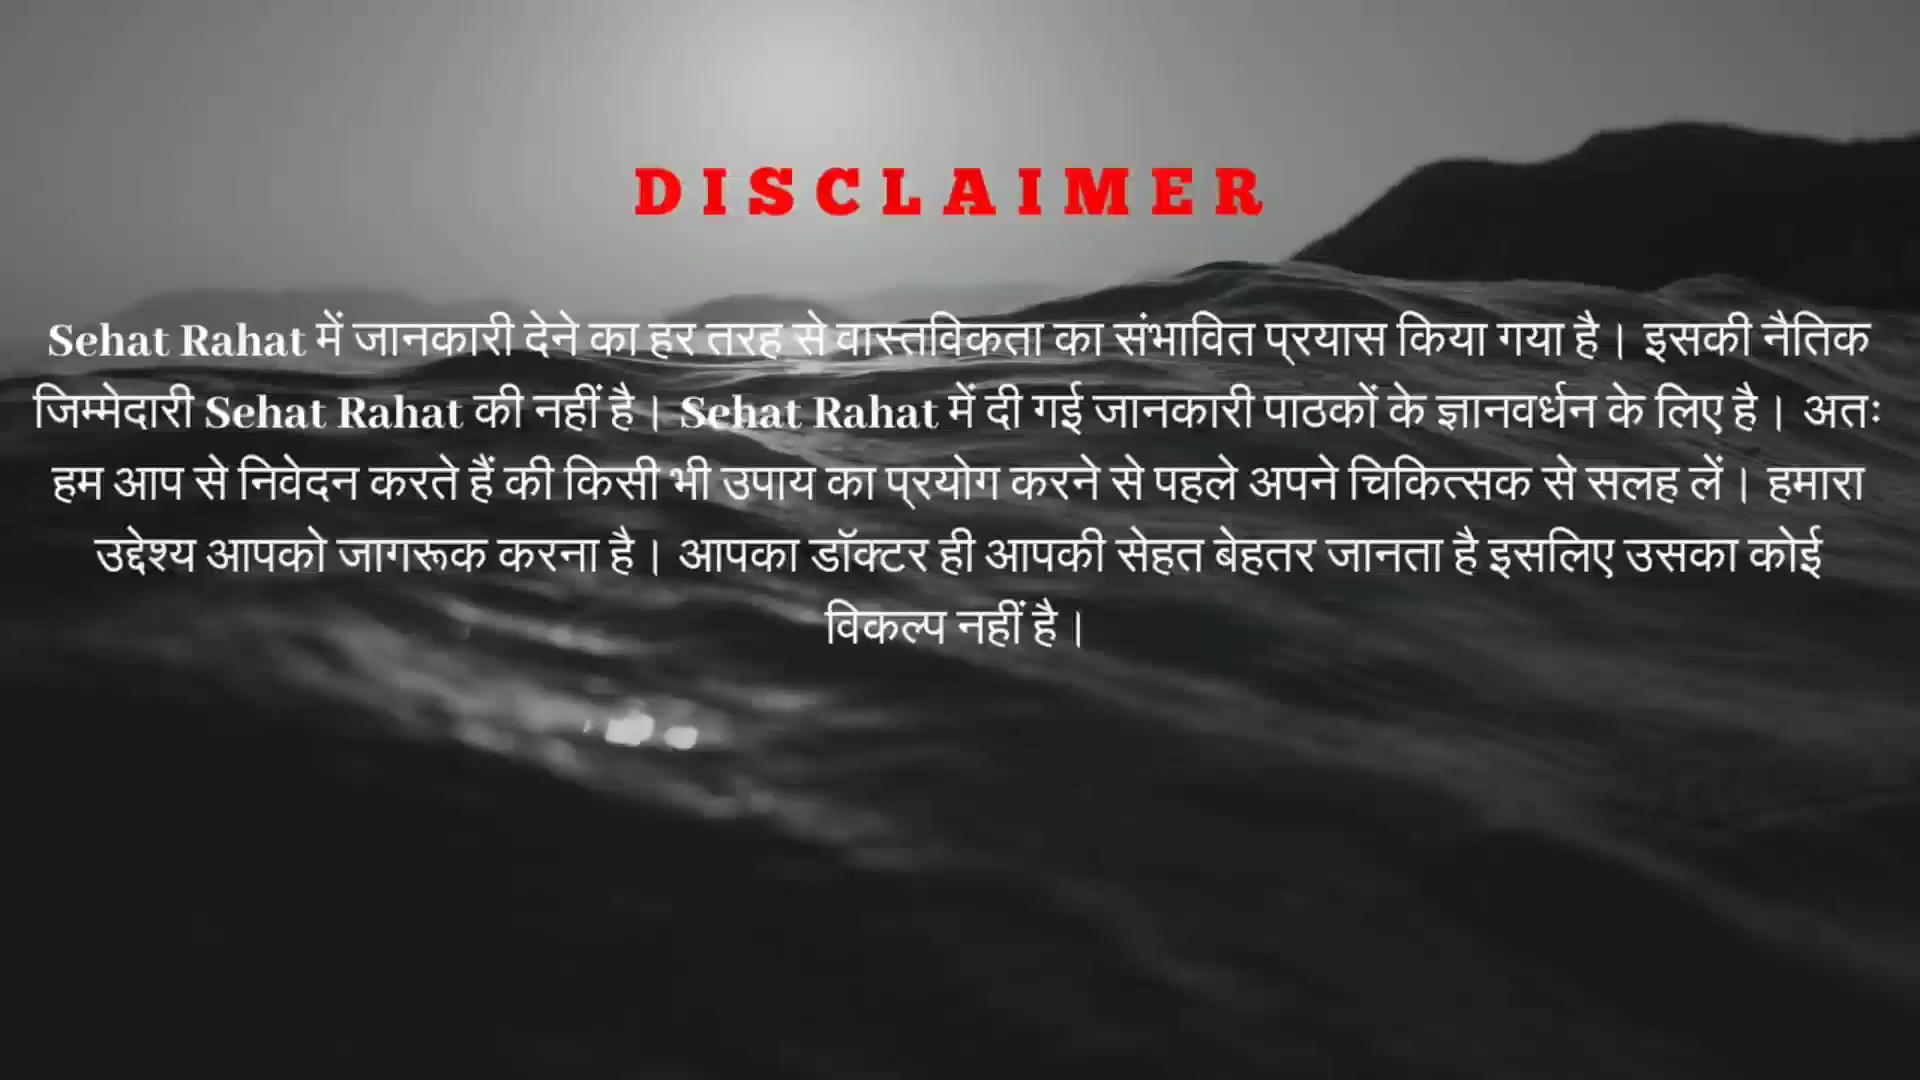 DISCLAIMER
Sehat Rahat में जानकारी देने का हर तरह से वास्तविकता का संभावित प्रयास किया गया है। इसकी नैतिक
जिम्मेदारी Sehat Rahat की नहीं है। Sehat Rahat में दी गई जानकारी पाठकों के ज्ञानवर्धन के लिए है। अतः
हम आप से निवेदन करते हैं की किसी भी उपाय का प्रयोग करने से पहले अपने चिकित्सक से सलह लें। हमारा
उद्देश्य आपको जागरूक करना है। आपका डॉक्टर ही आपकी सेहत बेहतर जानता है इसलिए उसका कोई
विकल्प नहीं है।